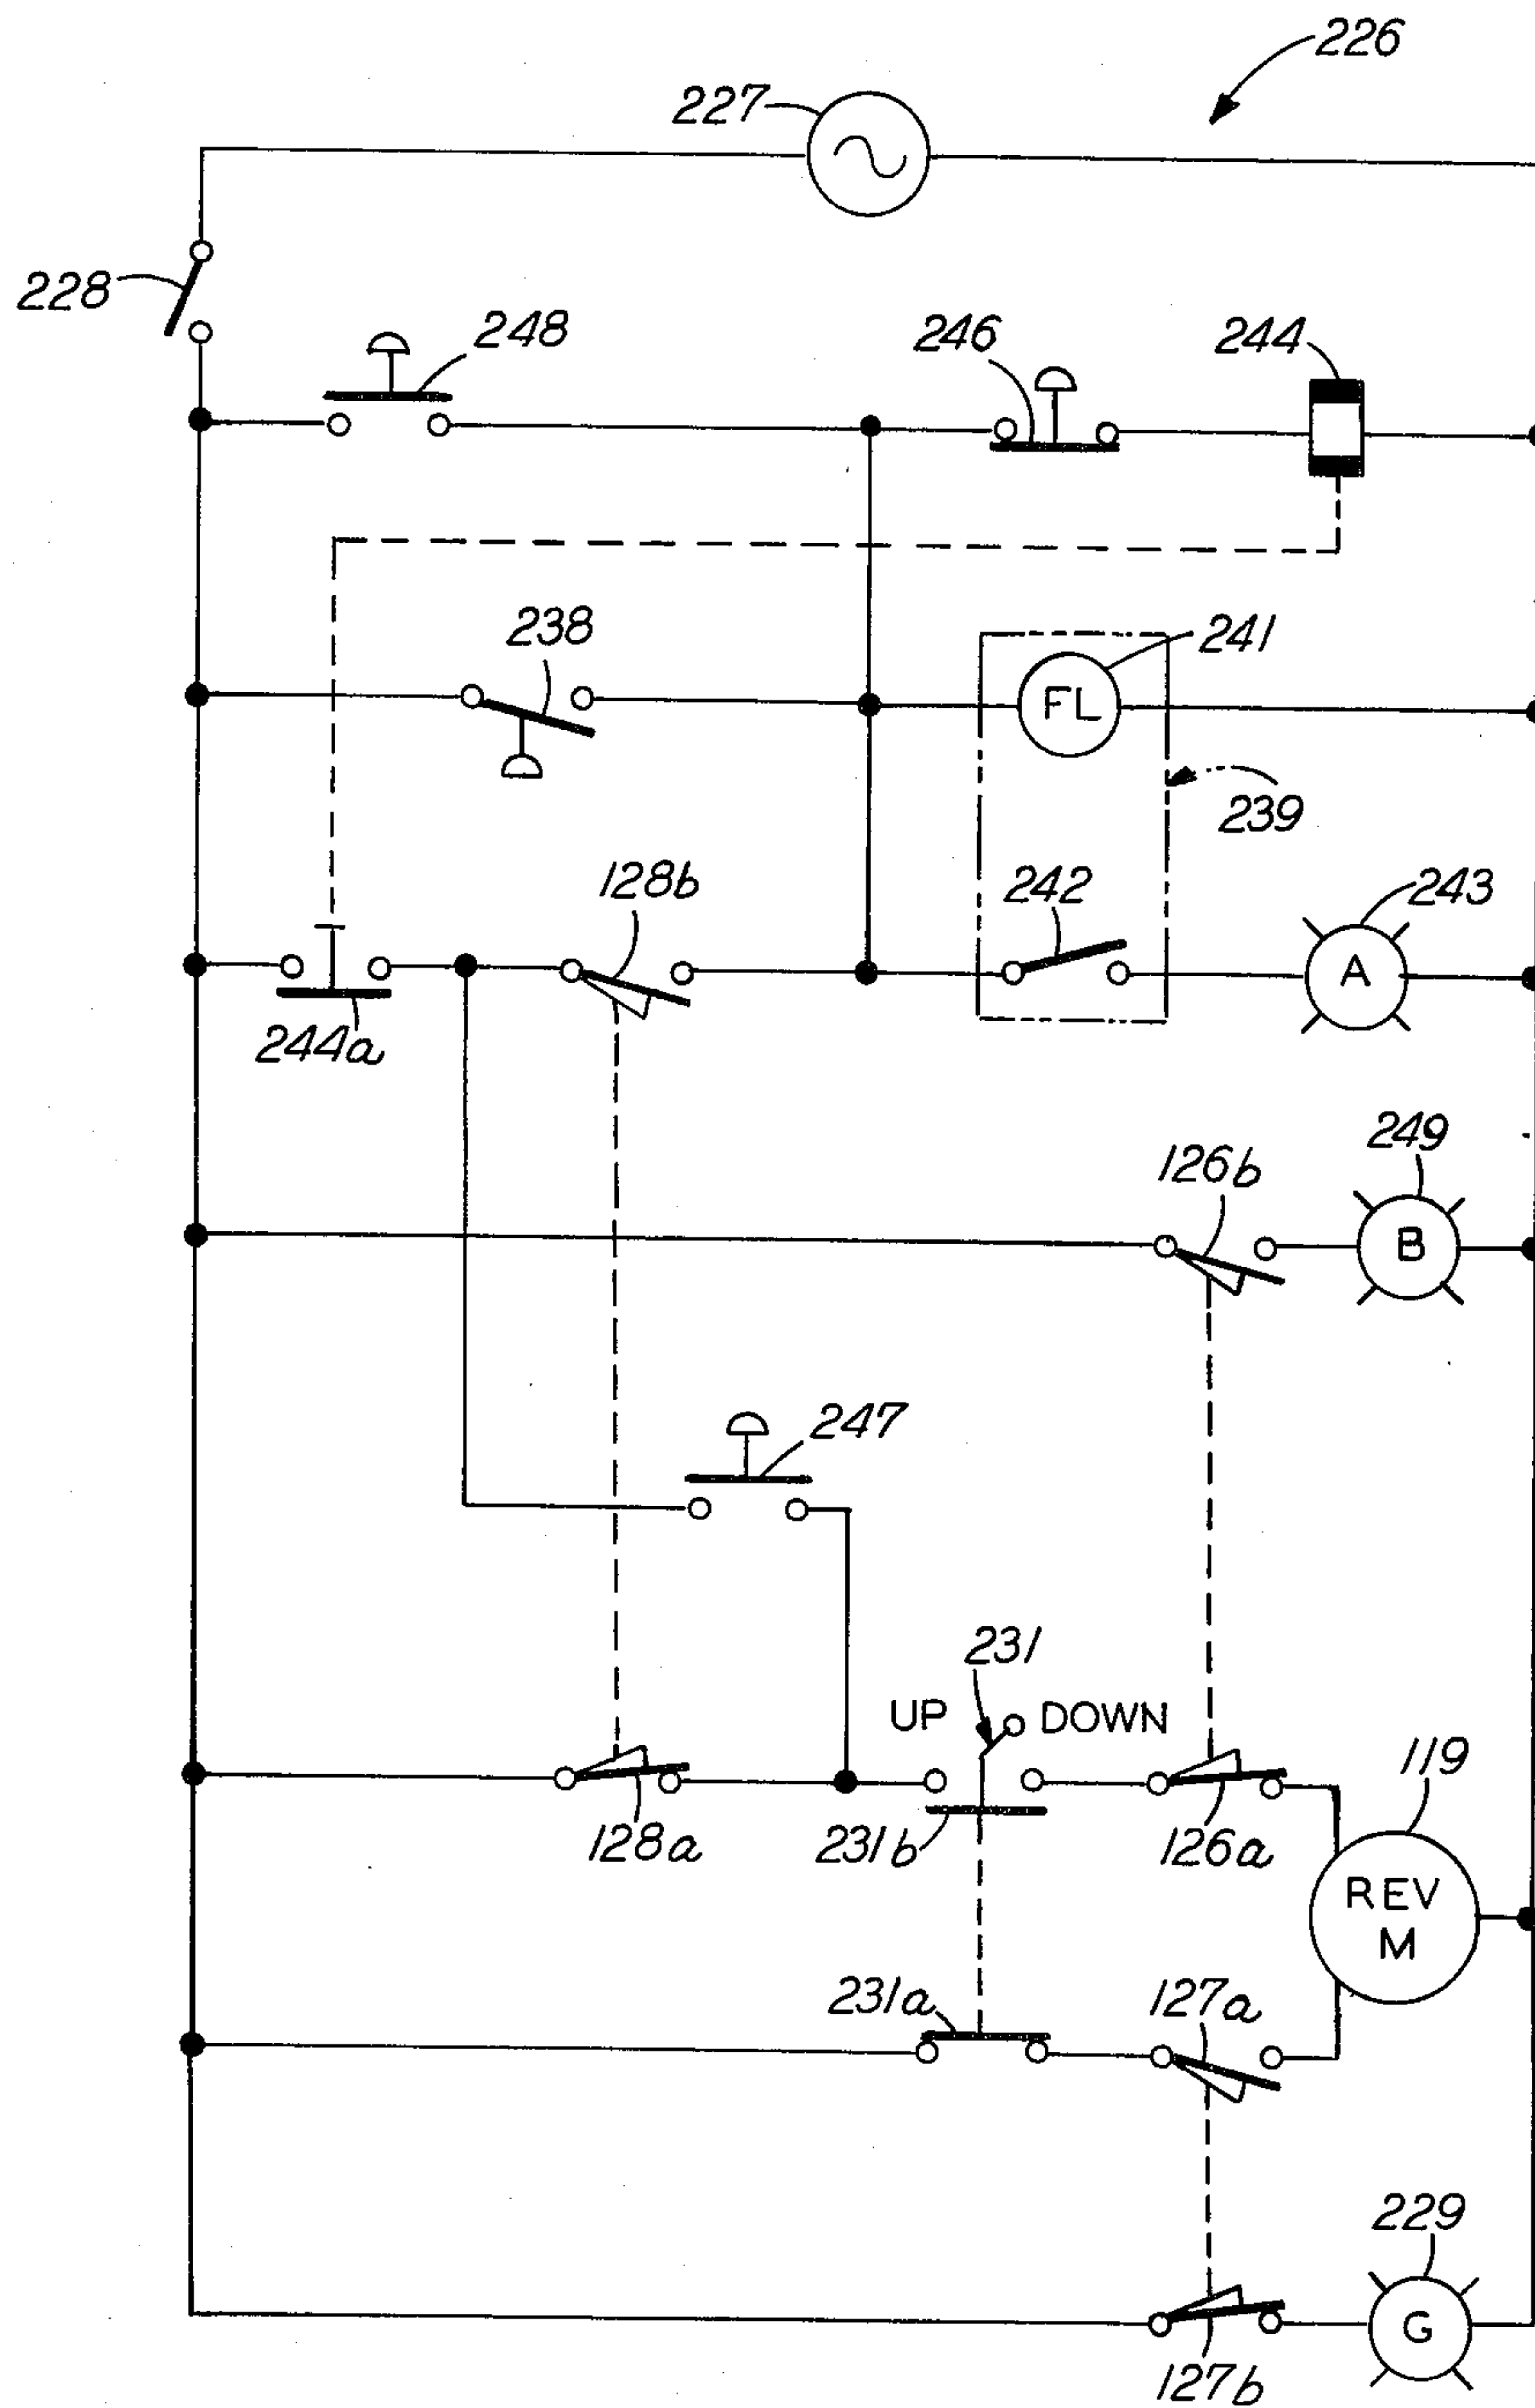 226
227
228
248
246
244
238
241
FL
239
128b
242
243
A
244a
249
126b
B
247
231
UP
DOWN
119
128a
231b
126a
REV
M
231a
127a
229
G
127b